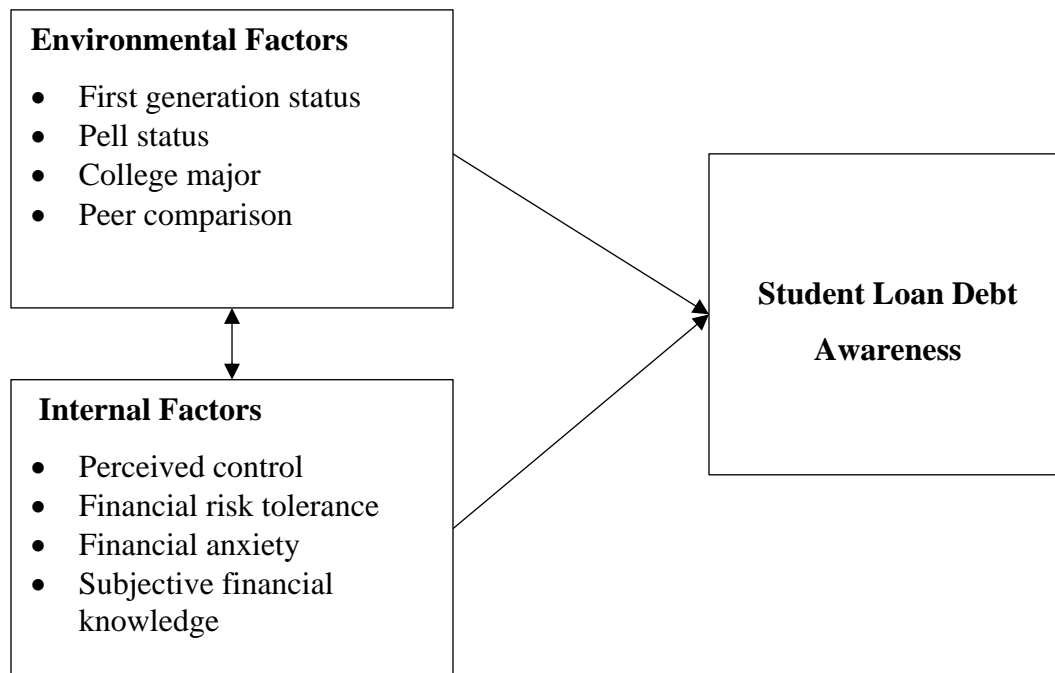 Environmental Factors
• First generation status
• Pell status
• College major
• Peer comparison
Internal Factors
• Perceived control
• Financial risk tolerance
• Financial anxiety
• Subjective financial
knowledge
Student Loan Debt
Awareness